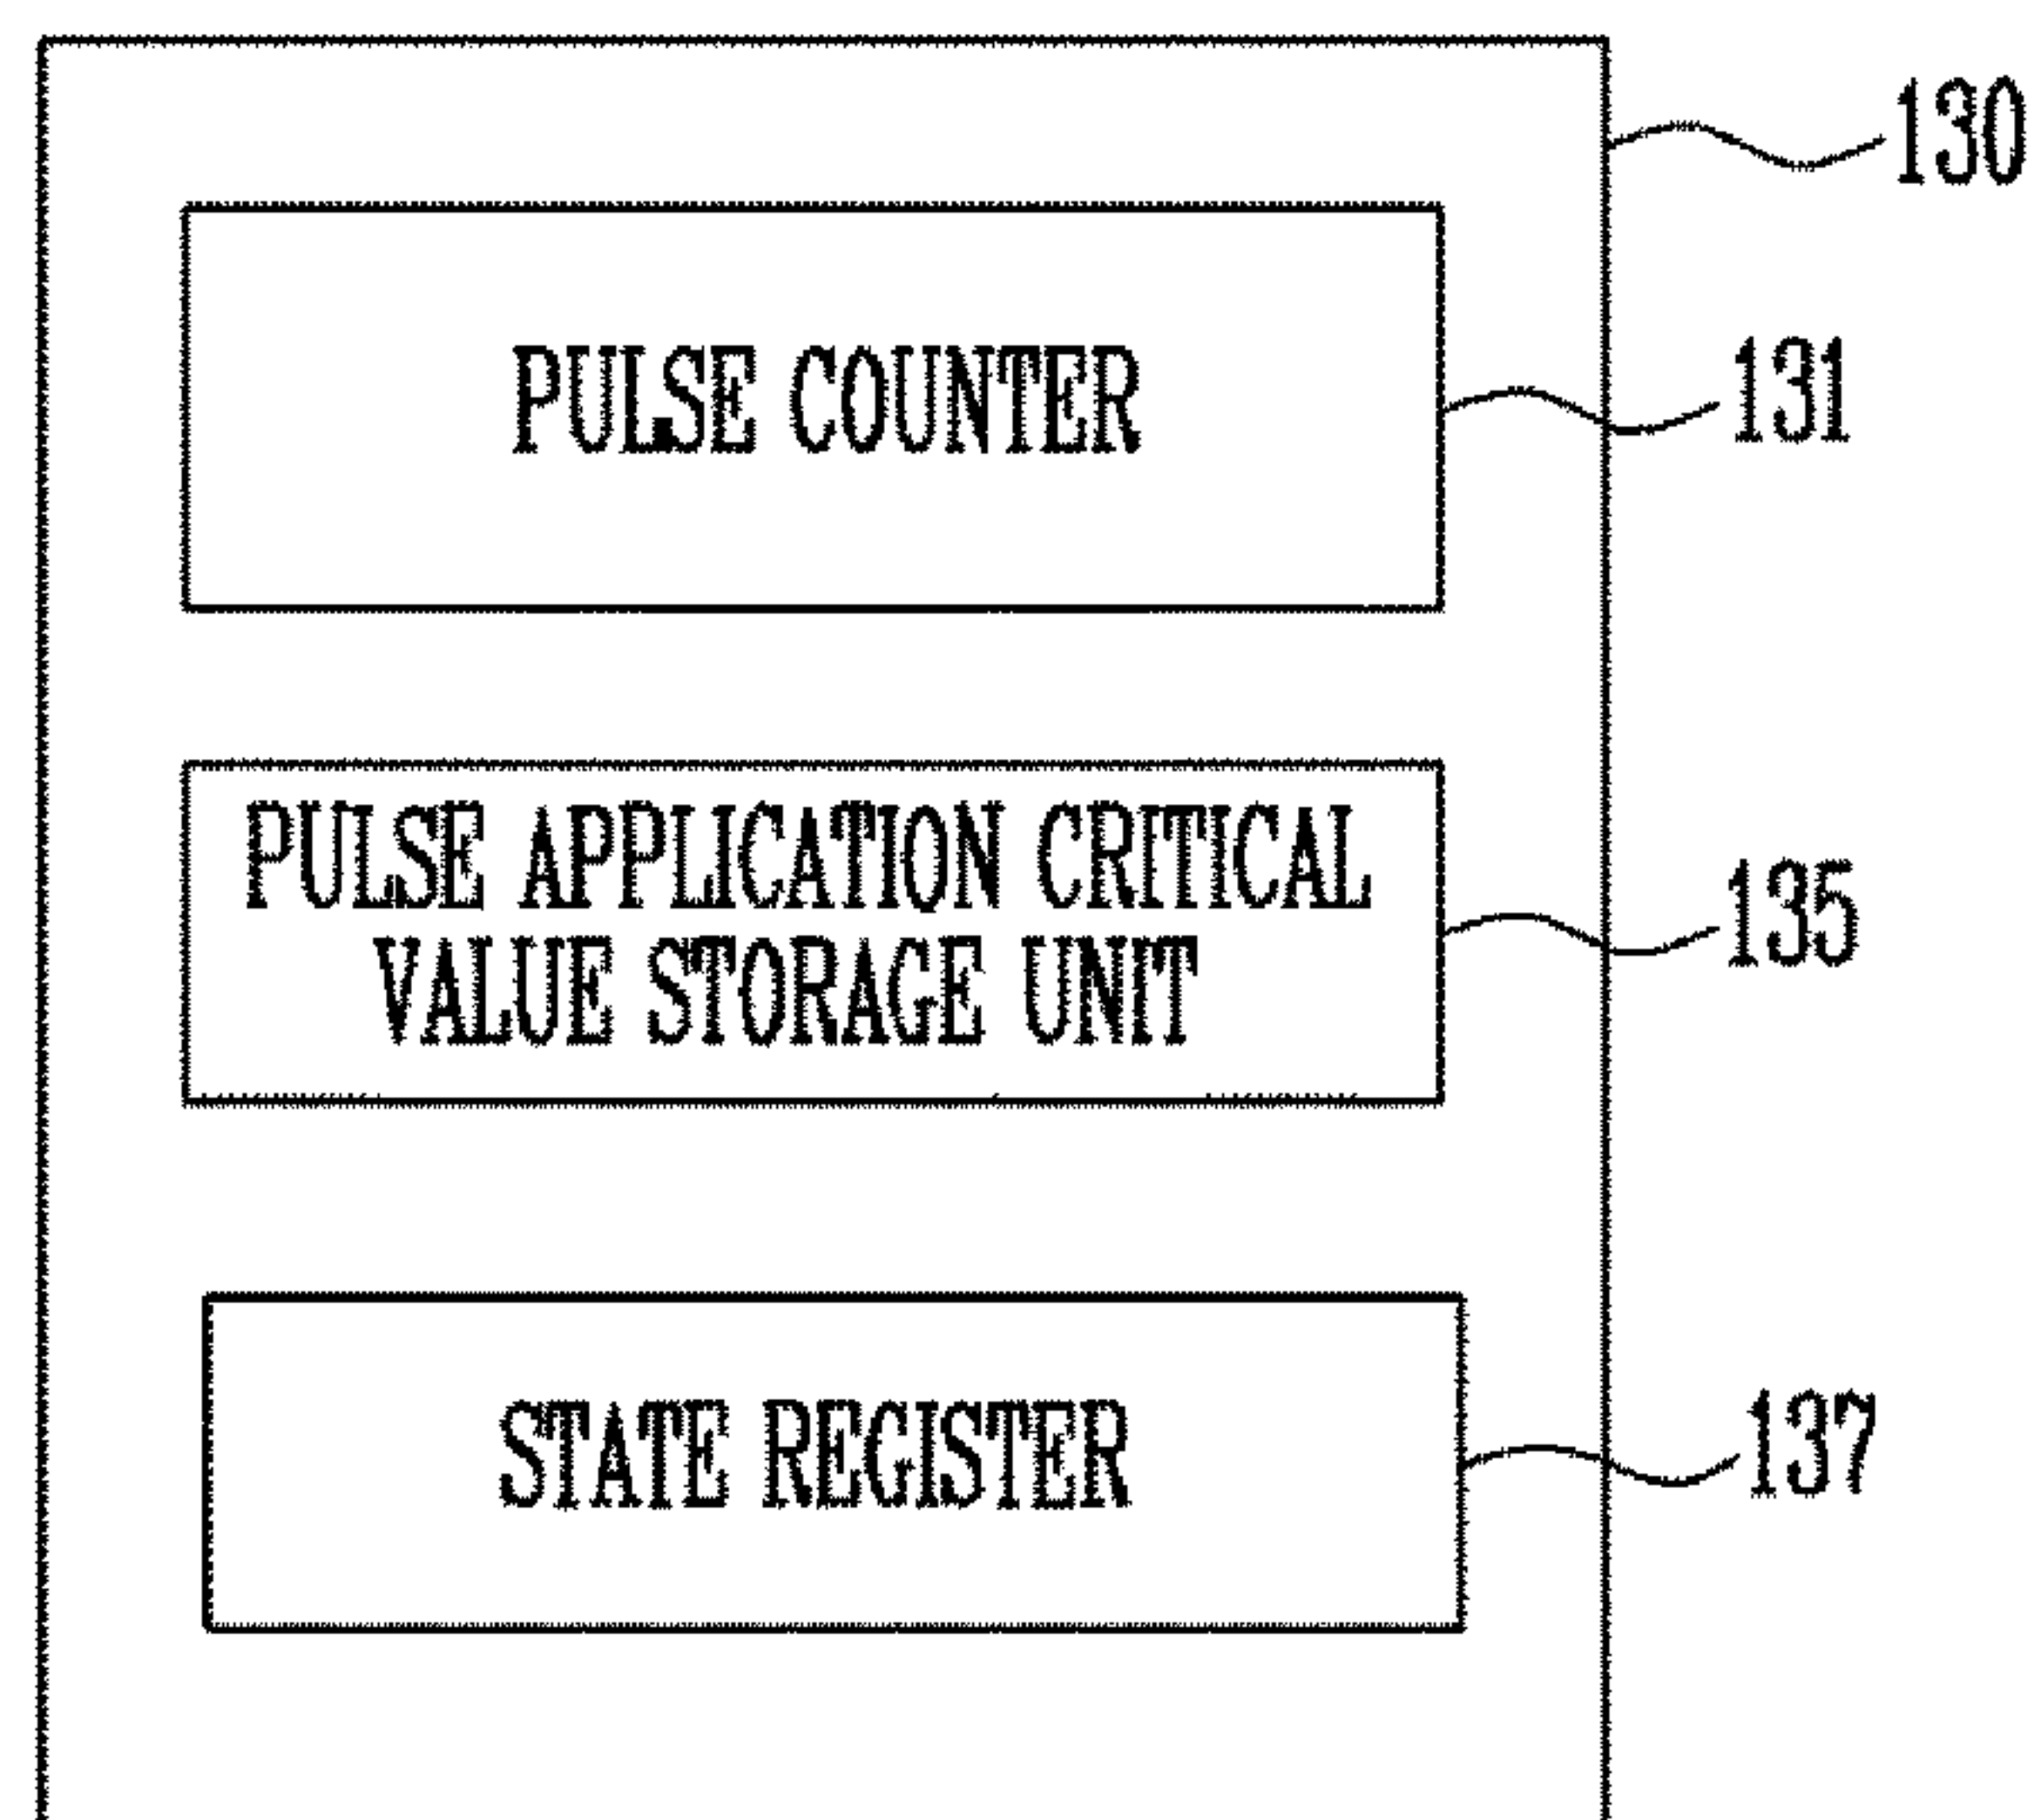 130
PULSE COUNTER
131
PULSE APPLICATION CRITICAL
VALUE STORAGE UNIT
135
STATE REGISTER
137